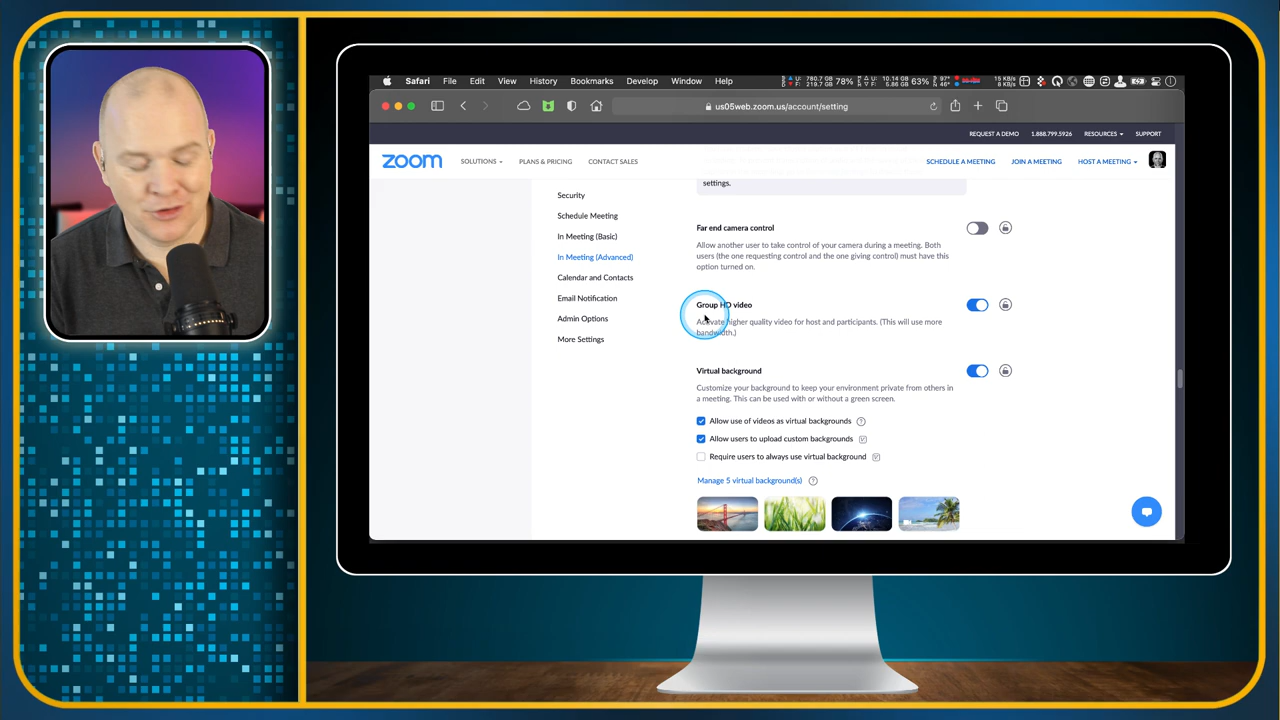 Safari File Edit View History Bookmarks Develop Window Help
78% 63%
us05web.zoom.us/account/setting
REQUEST A DEMO 1.888.799.5926 RESOURCES SUPPORT
zoom SOLUTIONS PLANS & PRICING CONTACT SALES SCHEDULE A MEETING JOIN A MEETING HOST A MEETING
settings.
Security
Schedule Meeting
In Meeting (Basic)
In Meeting (Advanced)
Calendar and Contacts
Email Notification
Admin Options
More Settings
Far end camera control
Allow another user to take control of your camera during a meeting. Both
users (the one requesting control and the one giving control) must have this
option turned on.
Group HD video
Activate higher quality video for host and participants. (This will use more
bandwidth.)
Virtual background
Customize your background to keep your environment private from others in
a meeting. This can be used with or without a green screen.
Allow use of videos as virtual backgrounds
Allow users to upload custom backgrounds
Require users to always use virtual background
Manage 5 virtual background(s)